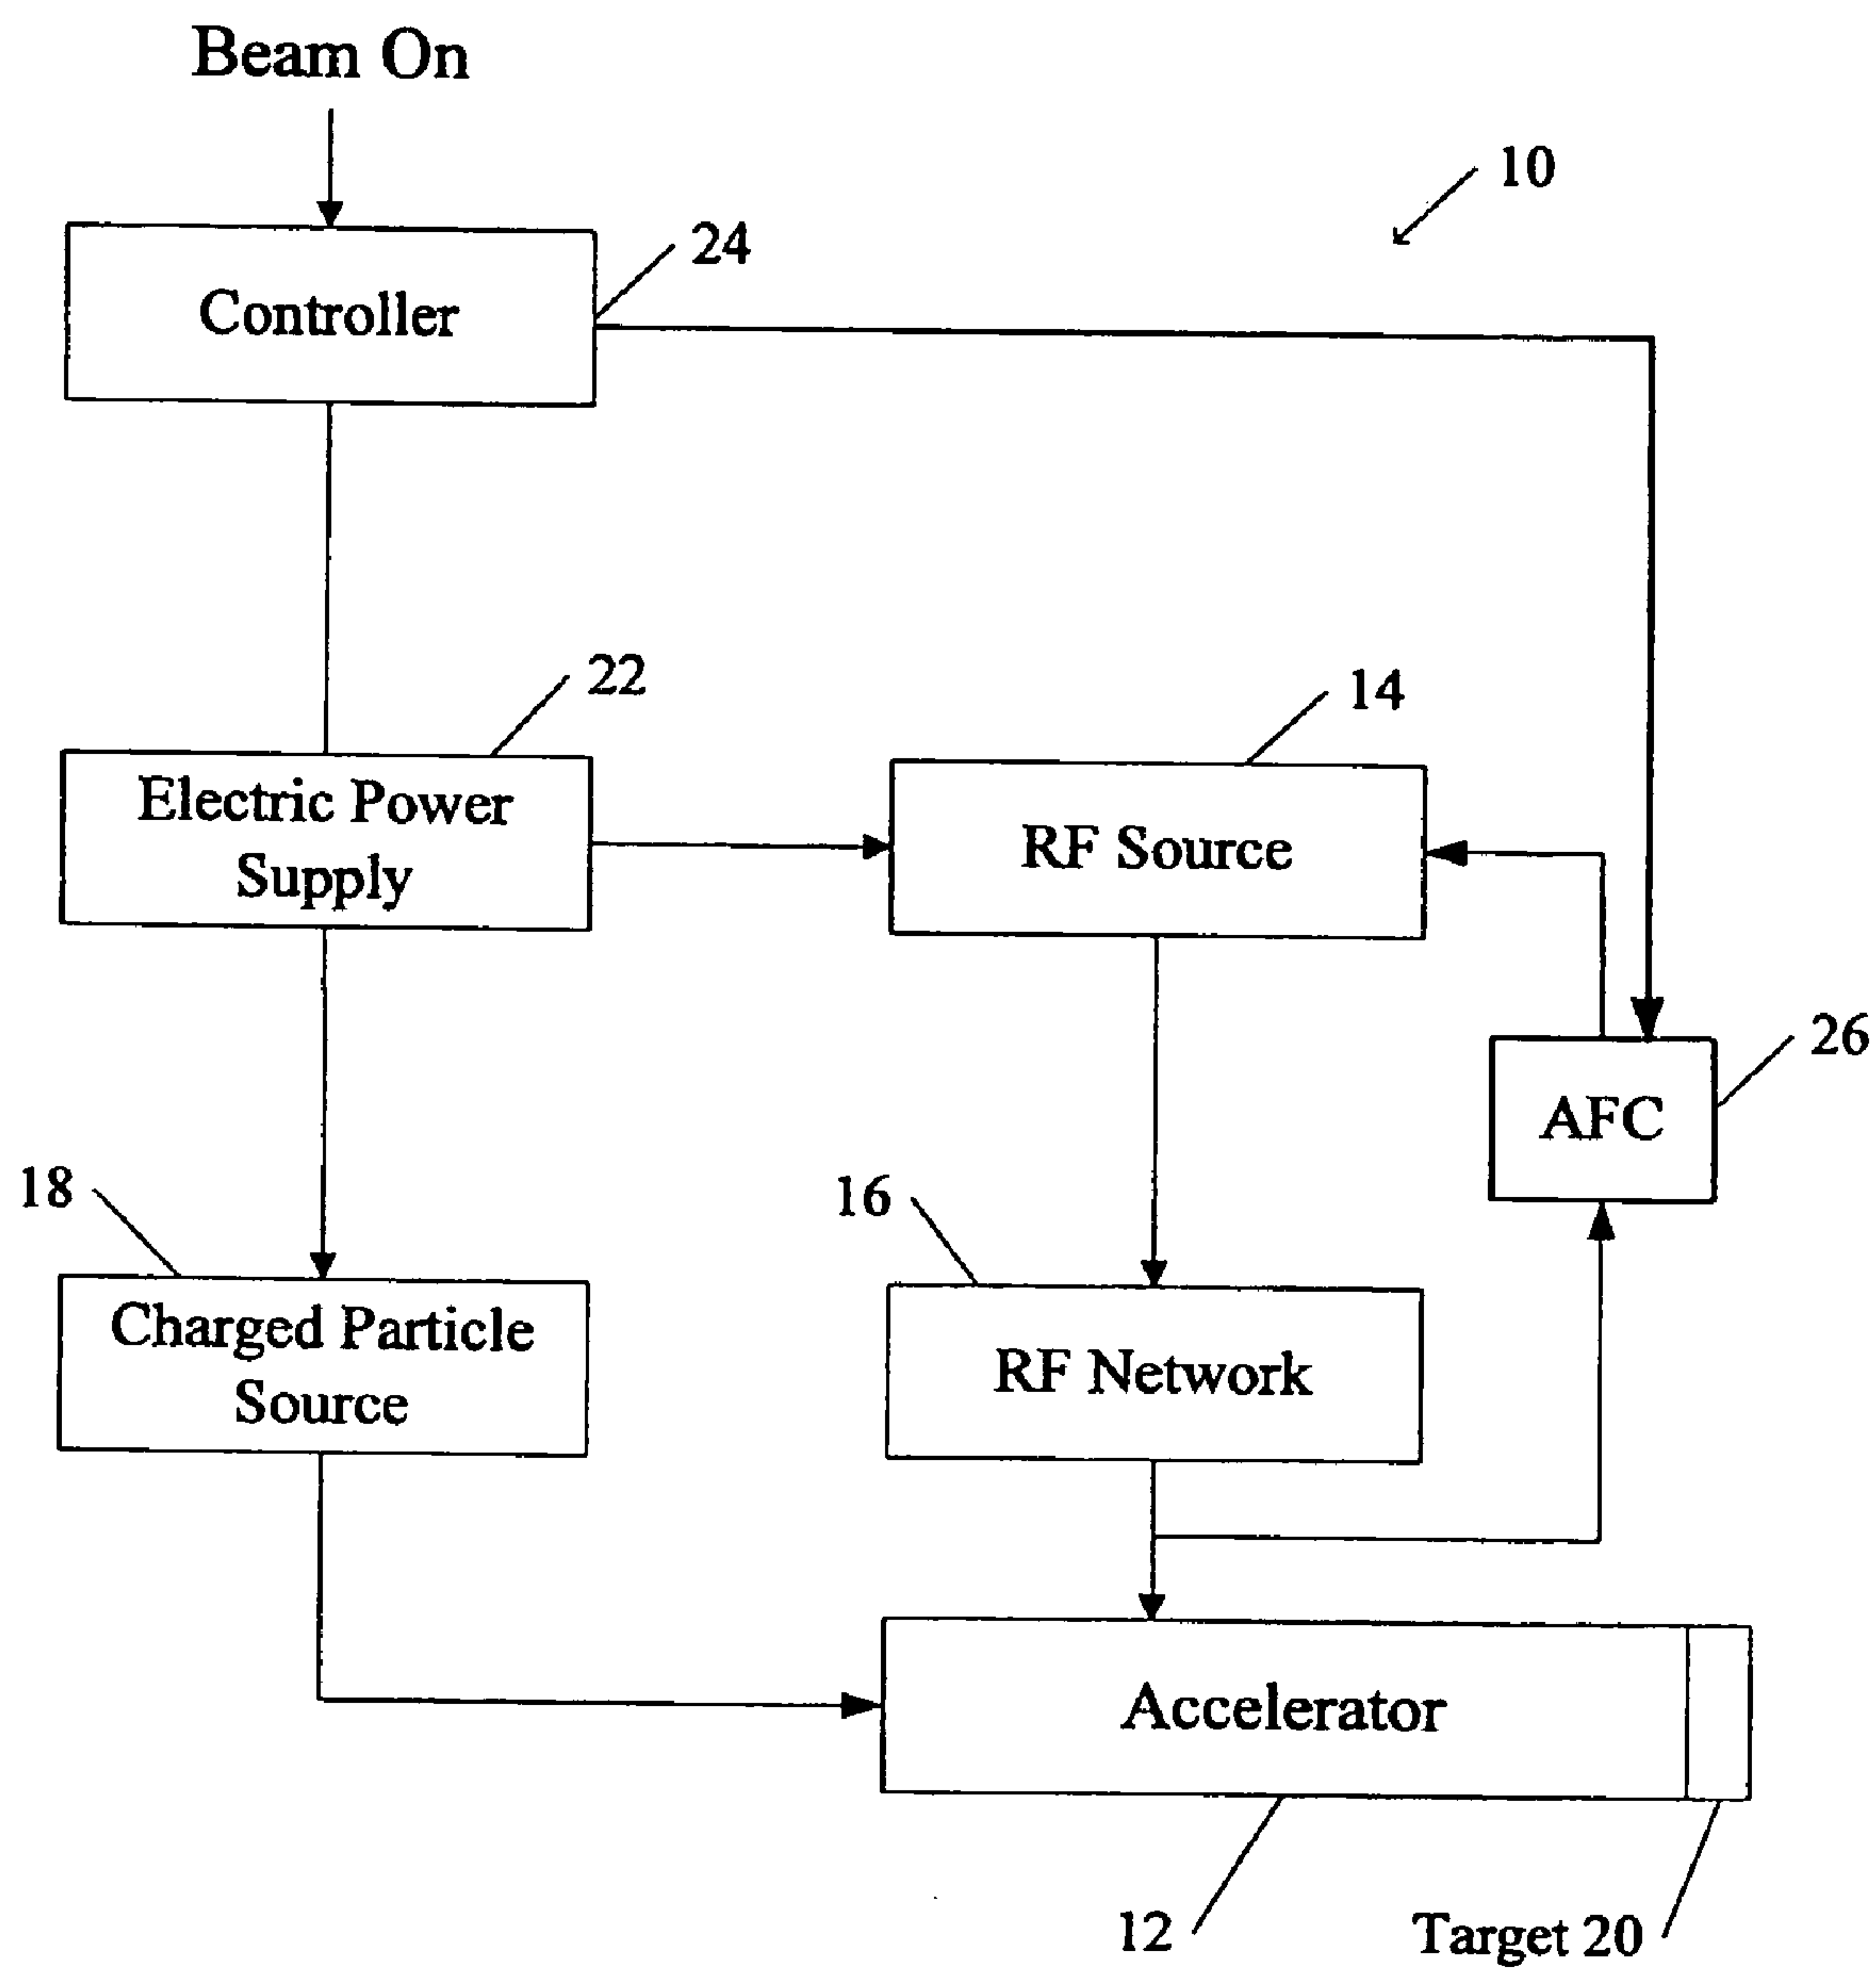 Beam On
10
24
Controller
22
14
Electric Power
Supply
RF Source
26
AFC
18
16
Charged Particle
Source
RF Network
Accelerator
12
Target 20